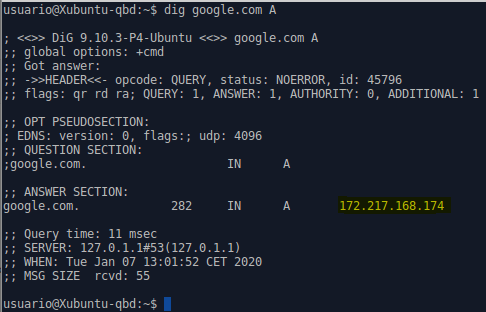 usuario@Xubuntu-qbd:~$ dig google.com A
; <<>> DiG 9.10.3-P4-Ubuntu <<>> google.com A
;; global options: +cmd
;; Got answer:
;; ->>HEADER<<- opcode: QUERY, status: NOERROR, id: 45796
;; flags: qr rd ra; QUERY: 1, ANSWER: 1, AUTHORITY: 0, ADDITIONAL: 1
;; OPT PSEUDOSECTION:
; EDNS: version: 0, flags:; udp: 4096
;; QUESTION SECTION:
;google.com. IN A
;; ANSWER SECTION:
google.com. 282 IN A 172.217.168.174
;; Query time: 11 msec
;; SERVER: 127.0.1.1#53(127.0.1.1)
;; WHEN: Tue Jan 07 13:01:52 CET 2020
;; MSG SIZE rcvd: 55
usuario@Xubuntu-qbd:~$